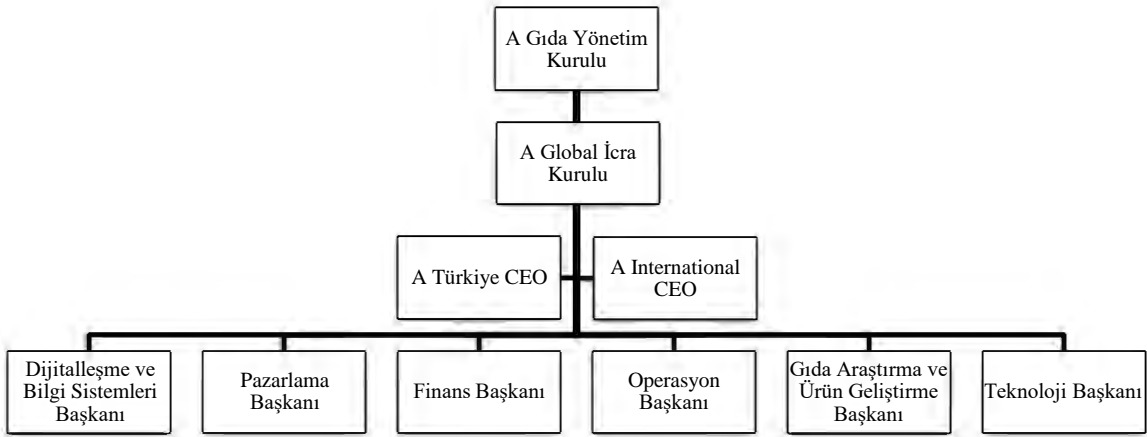 A Gıda Yönetim
Kurulu
A Global İcra
Kurulu
A Türkiye CEO
A International
CEO
Dijitalleşme ve
Bilgi Sistemleri
Başkanı
Pazarlama
Başkanı
Finans Başkanı
Operasyon
Başkanı
Gıda Araştırma ve
Ürün Geliştirme
Başkanı
Teknoloji Başkanı